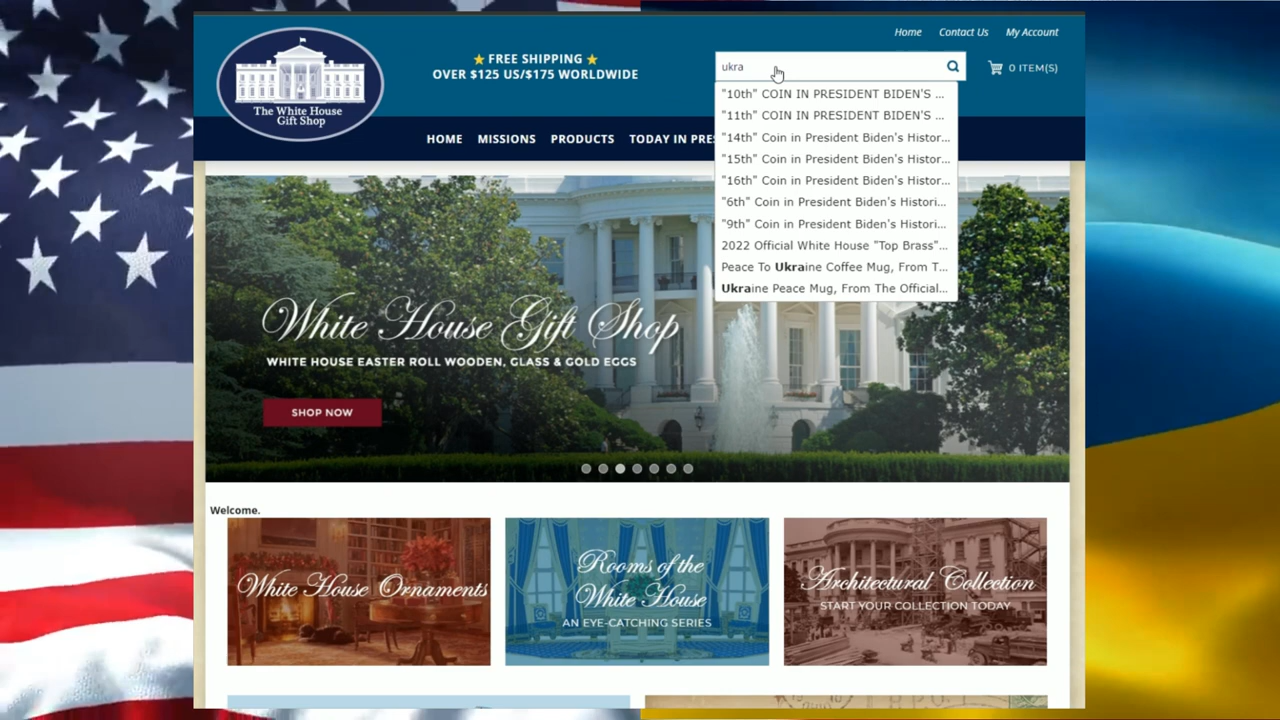 Home Contact Us My Account
The White House
Gift Shop
⭐ FREE SHIPPING ⭐
OVER $125 US/$175 WORLDWIDE
ukra
0 ITEM(S)
HOME MISSIONS PRODUCTS TODAY IN PRES
"10th" COIN IN PRESIDENT BIDEN'S ...
"11th" COIN IN PRESIDENT BIDEN'S ...
"14th" Coin in President Biden's Histor...
"15th" Coin in President Biden's Histor...
"16th" Coin in President Biden's Histor...
"6th" Coin in President Biden's Histori...
"9th" Coin in President Biden's Histori...
2022 Official White House "Top Brass"...
Peace To Ukraine Coffee Mug, From T...
Ukraine Peace Mug, From The Official...
White House Gift Shop
WHITE HOUSE EASTER ROLL WOODEN, GLASS & GOLD EGGS
SHOP NOW
Welcome.
White House Ornaments
Rooms of the
White House
AN EYE-CATCHING SERIES
Architectural Collection
START YOUR COLLECTION TODAY